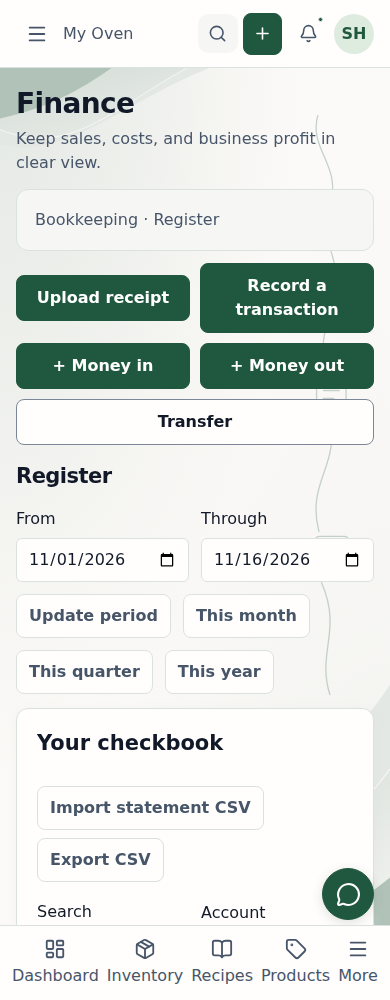 My Oven
SH
Finance
Keep sales, costs, and business profit in
clear view.
Bookkeeping · Register
Upload receipt
Record a
transaction
+ Money in
+ Money out
Transfer
Register
From
Through
11/01/2026
11/16/2026
Update period
This month
This quarter
This year
Your checkbook
Import statement CSV
Export CSV
Search
Account
Dashboard
Inventory
Recipes
Products
More